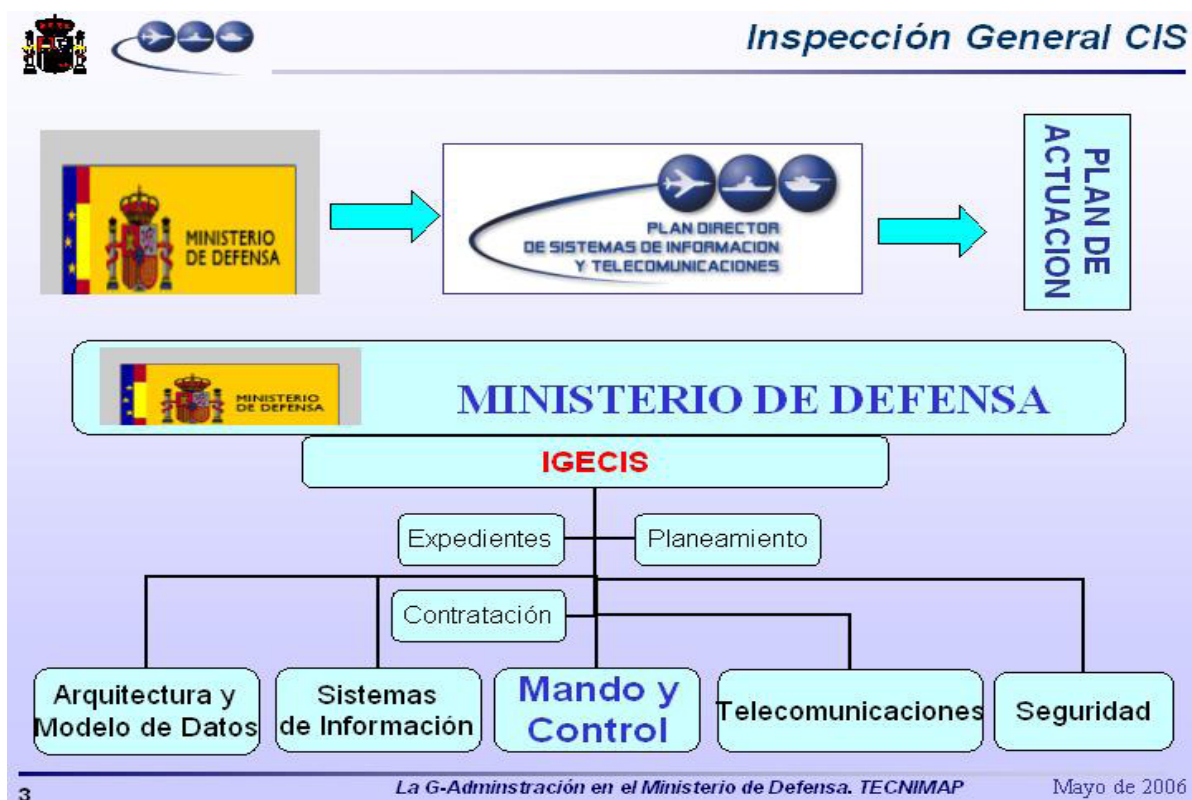 Inspección General CIS
MINISTERIO
DE DEFENSA
PLAN DIRECTOR
DE SISTEMAS DE INFORMACION
Y TELECOMUNICACIONES
PLAN DE
ACTUACION
MINISTERIO
DE DEFENSA
MINISTERIO DE DEFENSA
IGECIS
Expedientes
Planeamiento
Contratación
Arquitectura y
Modelo de Datos
Sistemas
de Información
Mando y
Control
Telecomunicaciones
Seguridad
3
La G-Adminstración en el Ministerio de Defensa. TECNIMAP
Mayo de 2006